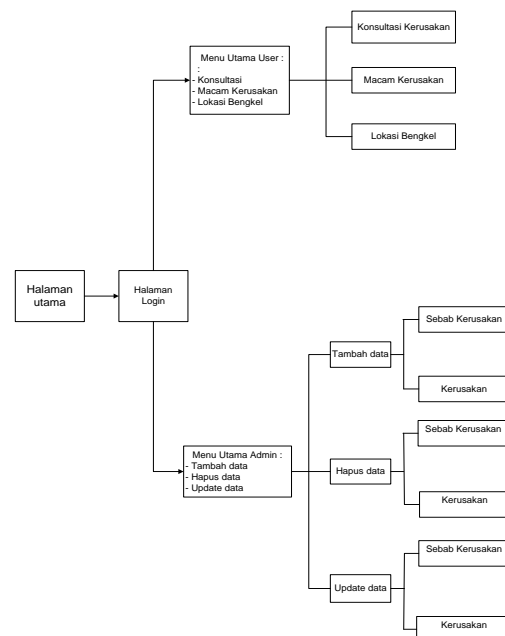 Konsultasi Kerusakan
Menu Utama User :
:
- Konsultasi
- Macam Kerusakan
- Lokasi Bengkel
Macam Kerusakan
Lokasi Bengkel
Halaman
utama
Halaman
Login
Sebab Kerusakan
Tambah data
Kerusakan
Sebab Kerusakan
Menu Utama Admin :
- Tambah data
- Hapus data
- Update data
Hapus data
Kerusakan
Sebab Kerusakan
Update data
Kerusakan